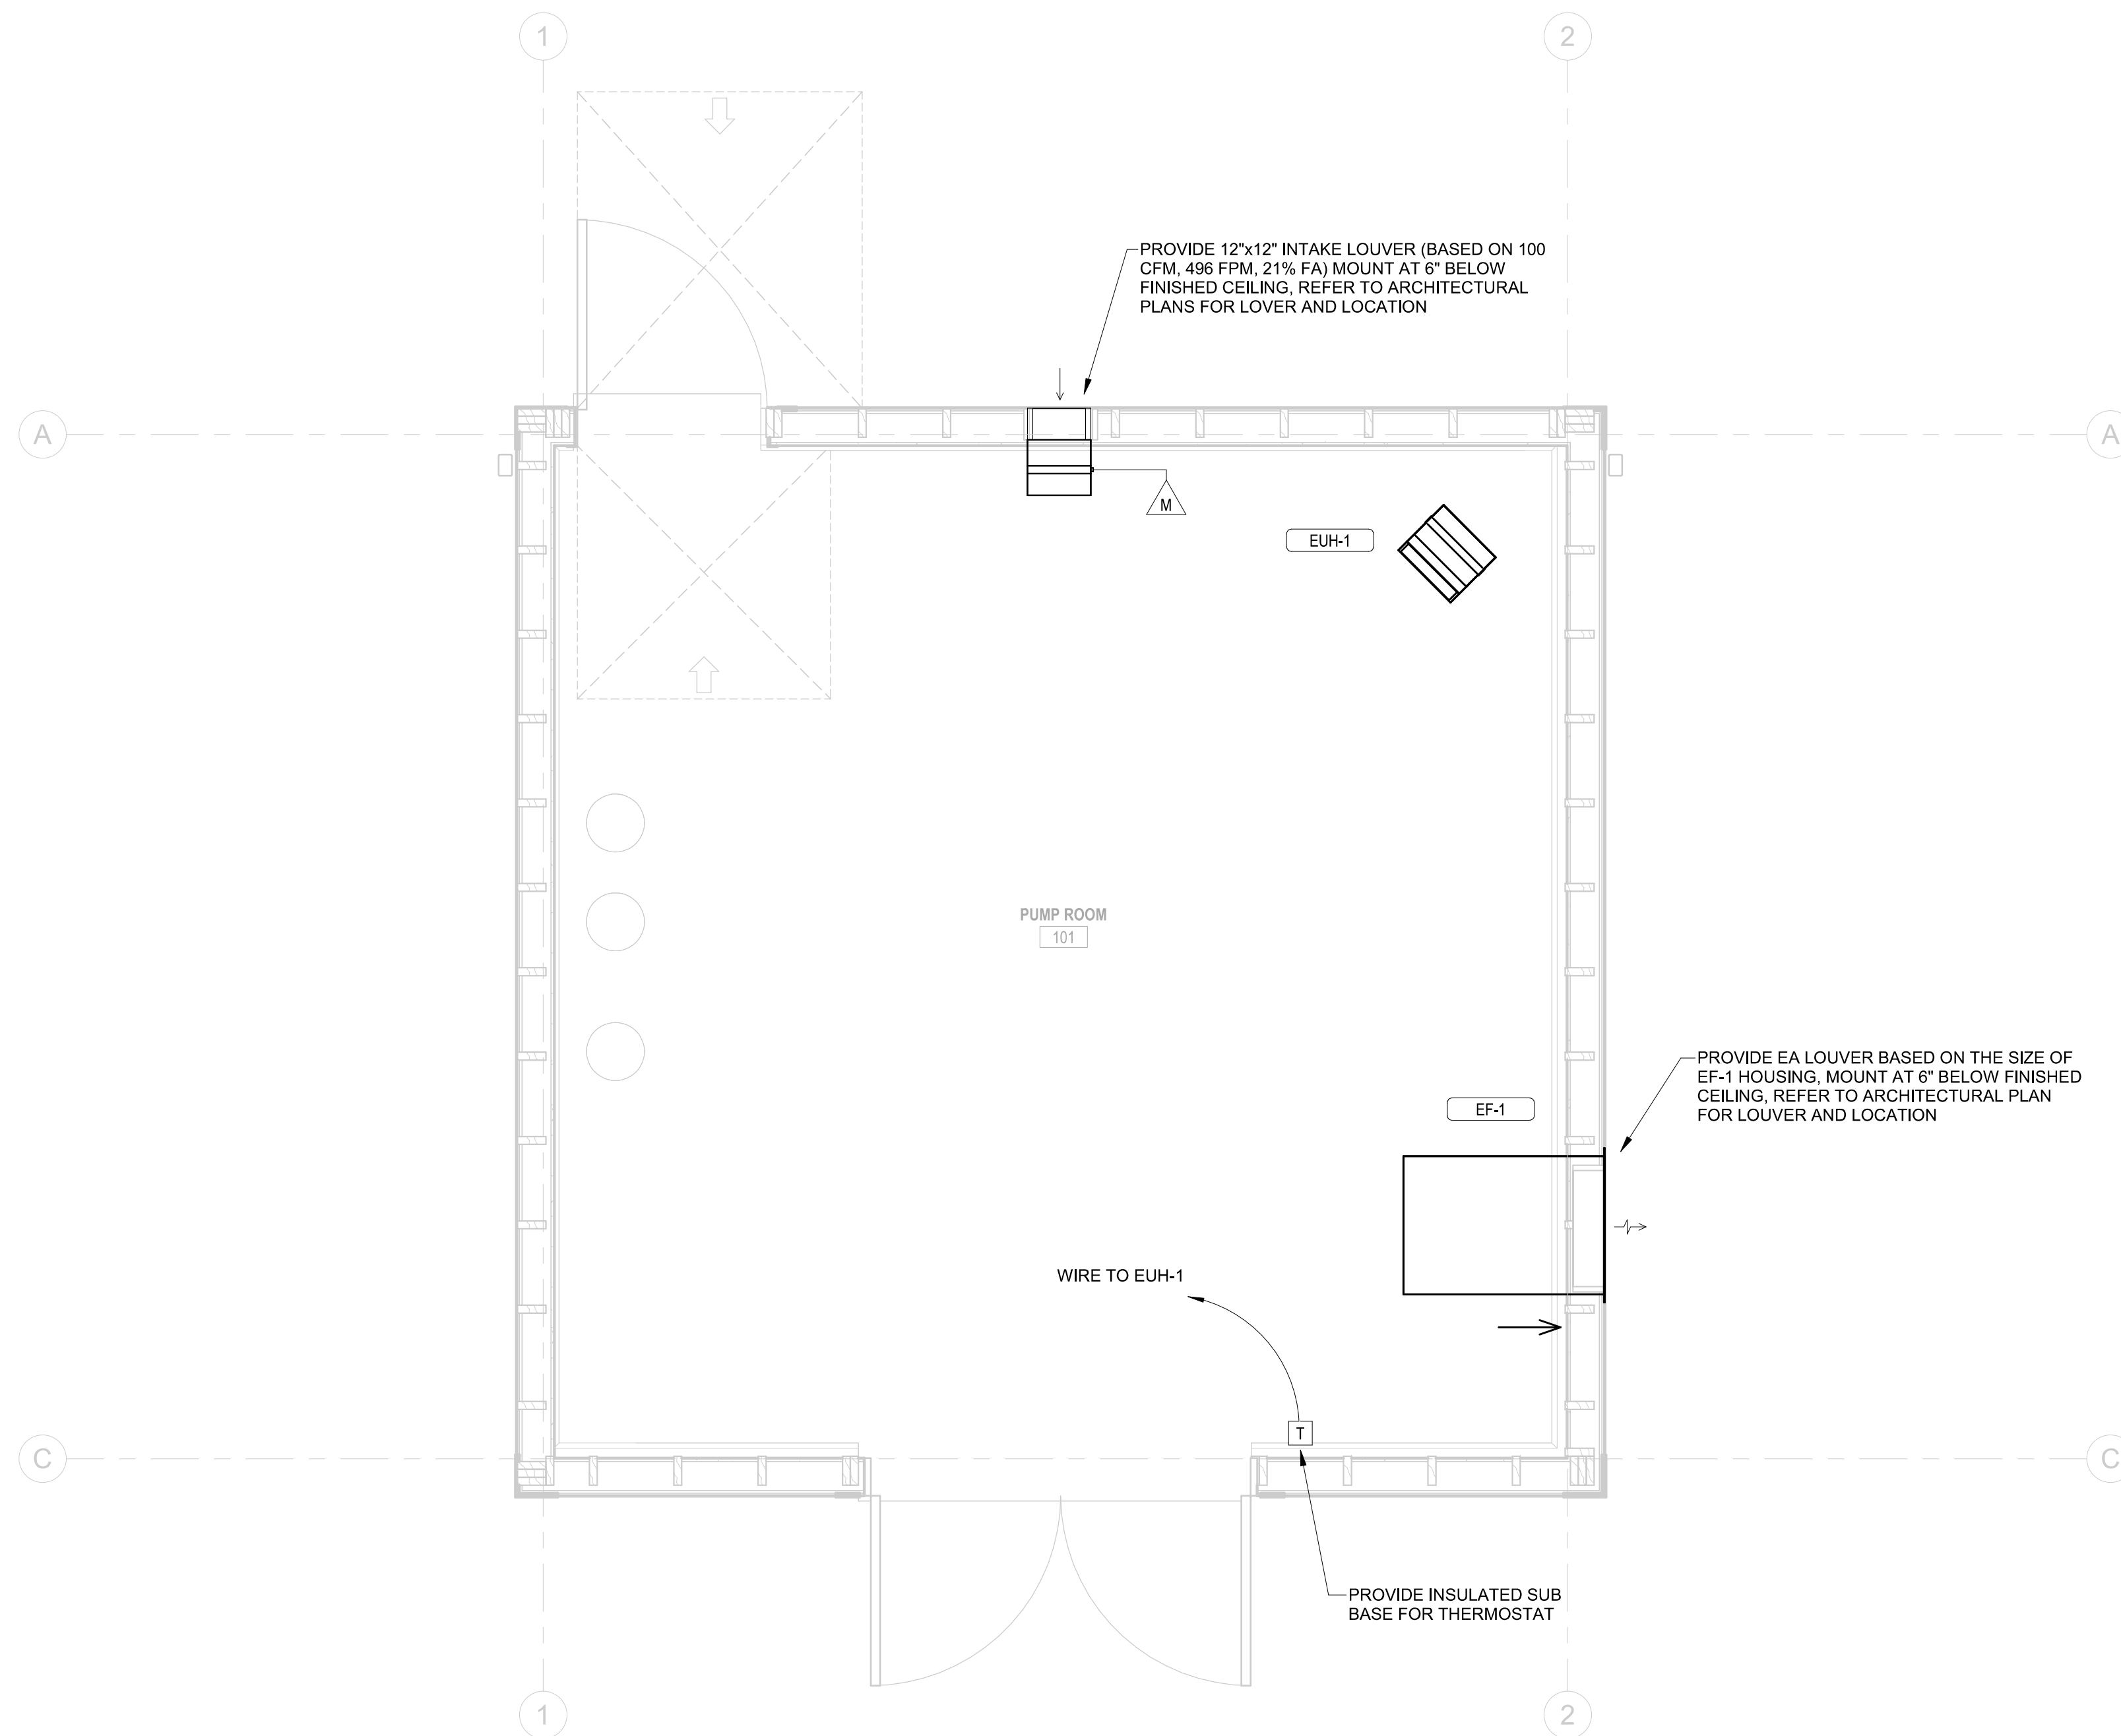 1
2
PROVIDE 12"x12" INTAKE LOUVER (BASED ON 100
CFM, 496 FPM, 21% FA) MOUNT AT 6" BELOW
FINISHED CEILING, REFER TO ARCHITECTURAL
PLANS FOR LOVER AND LOCATION
A
A
M
EUH-1
PUMP ROOM
101
PROVIDE EA LOUVER BASED ON THE SIZE OF
EF-1 HOUSING, MOUNT AT 6" BELOW FINISHED
CEILING, REFER TO ARCHITECTURAL PLAN
FOR LOUVER AND LOCATION
EF-1
WIRE TO EUH-1
T
C
C
PROVIDE INSULATED SUB
BASE FOR THERMOSTAT
1
2